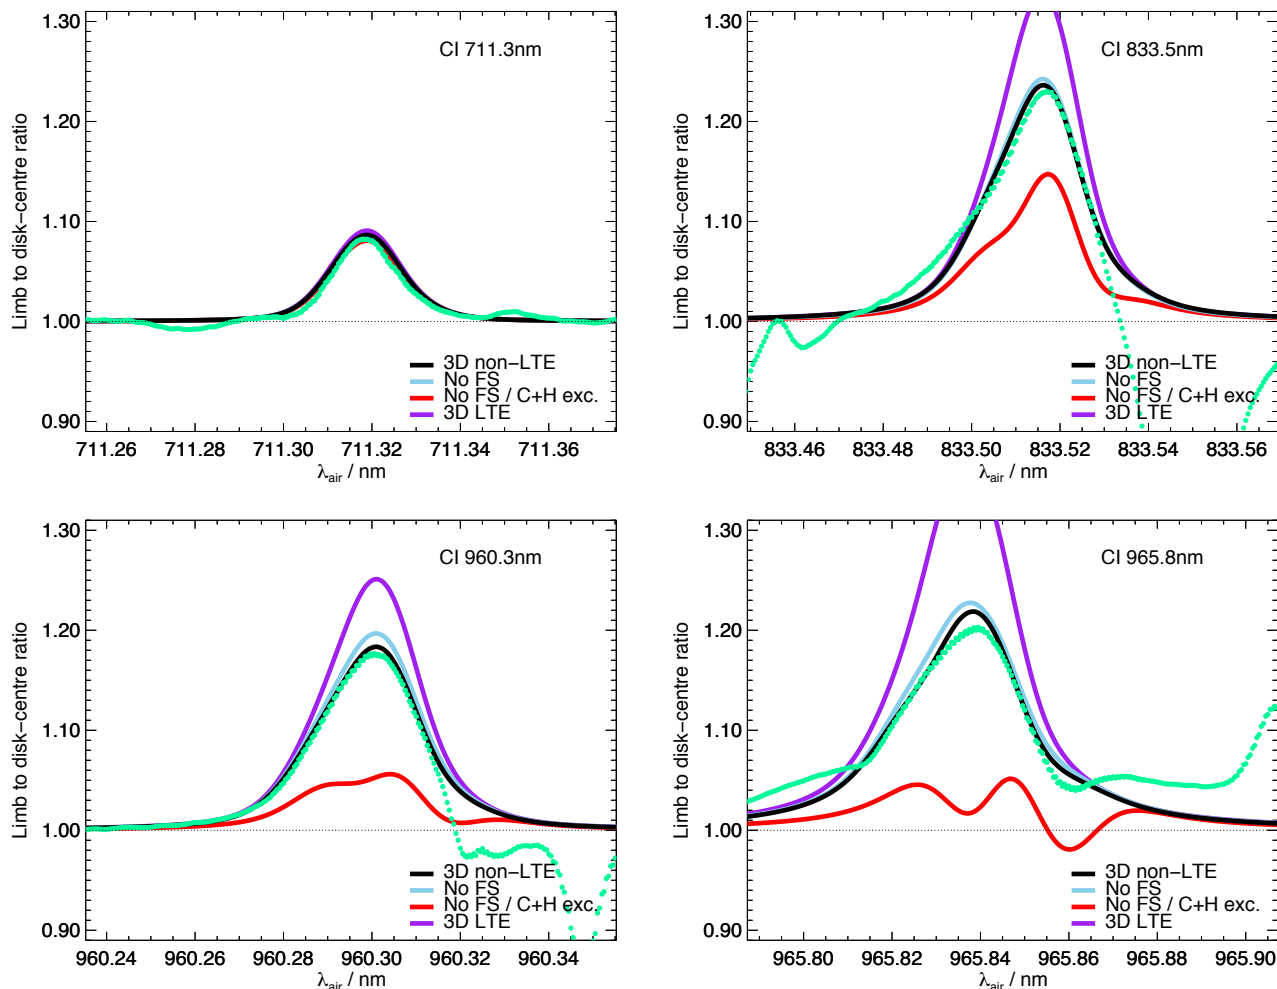 CI 711.3nm
1.30
1.20
1.10
1.00
0.90
Limb to disk−centre ratio
3D non−LTE
No FS
No FS / C+H exc.
3D LTE
711.26 711.28 711.30 711.32 711.34 711.36
λair / nm
CI 833.5nm
1.30
1.20
1.10
1.00
0.90
Limb to disk−centre ratio
3D non−LTE
No FS
No FS / C+H exc.
3D LTE
833.46 833.48 833.50 833.52 833.54 833.56
λair / nm
CI 960.3nm
1.30
1.20
1.10
1.00
0.90
Limb to disk−centre ratio
3D non−LTE
No FS
No FS / C+H exc.
3D LTE
960.24 960.26 960.28 960.30 960.32 960.34
λair / nm
CI 965.8nm
1.30
1.20
1.10
1.00
0.90
Limb to disk−centre ratio
3D non−LTE
No FS
No FS / C+H exc.
3D LTE
965.80 965.82 965.84 965.86 965.88 965.90
λair / nm